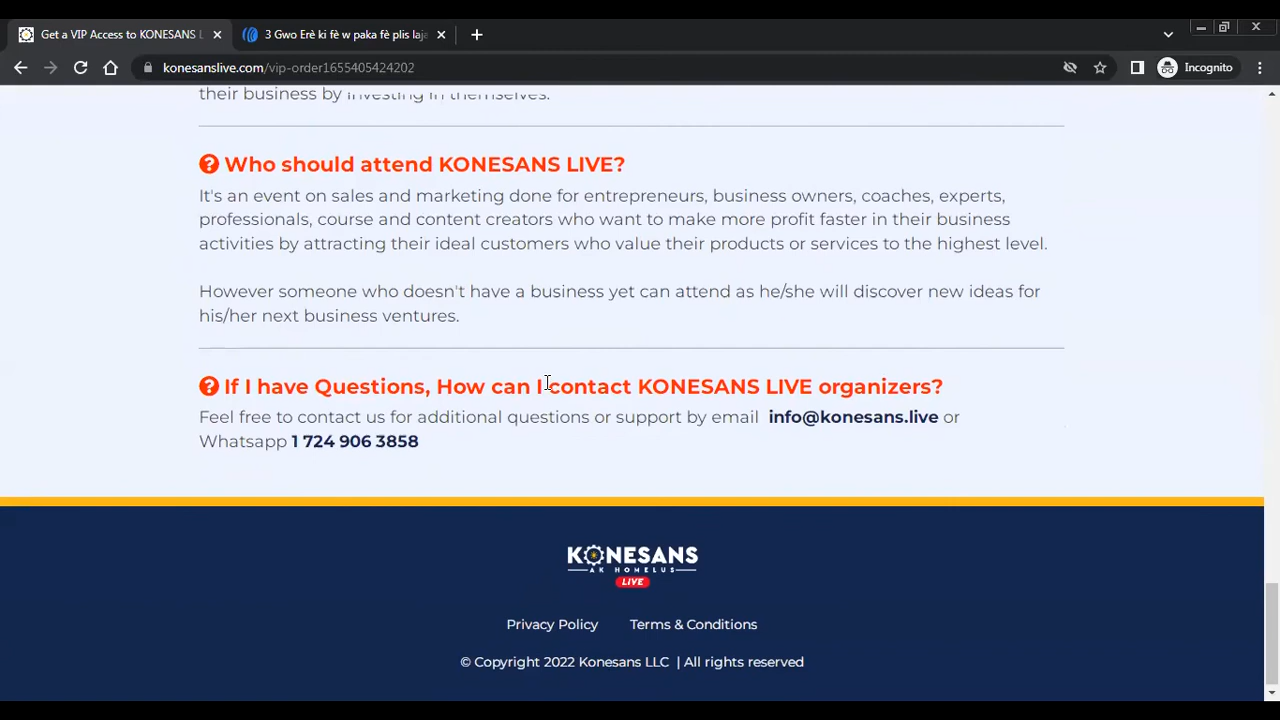 Get a VIP Access to KONESANS L
3 Gwo Erè ki fè w paka fè plis laja
konesanslive.com/vip-order1655405424202
Incognito
their business by investing in themselves.
Who should attend KONESANS LIVE?
It's an event on sales and marketing done for entrepreneurs, business owners, coaches, experts,
professionals, course and content creators who want to make more profit faster in their business
activities by attracting their ideal customers who value their products or services to the highest level.
However someone who doesn't have a business yet can attend as he/she will discover new ideas for
his/her next business ventures.
If I have Questions, How can I contact KONESANS LIVE organizers?
Feel free to contact us for additional questions or support by email info@konesans.live or
Whatsapp 1 724 906 3858
KONESANS
AK HOMELUS
LIVE
Privacy Policy Terms & Conditions
© Copyright 2022 Konesans LLC | All rights reserved